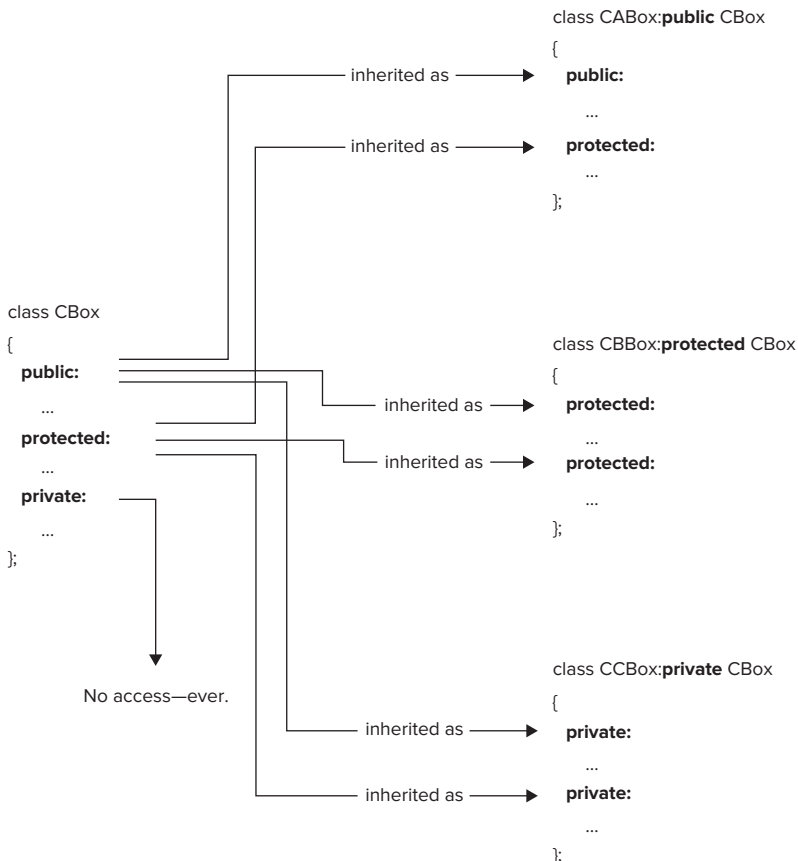 class CABox:public CBox
{
public:
...
protected:
...
};
inherited as
inherited as
class CBox
{
public:
...
protected:
...
private:
...
};
No access—ever.
class CBBox:protected CBox
{
protected:
...
protected:
...
};
inherited as
inherited as
class CCBox:private CBox
{
private:
...
private:
...
};
inherited as
inherited as